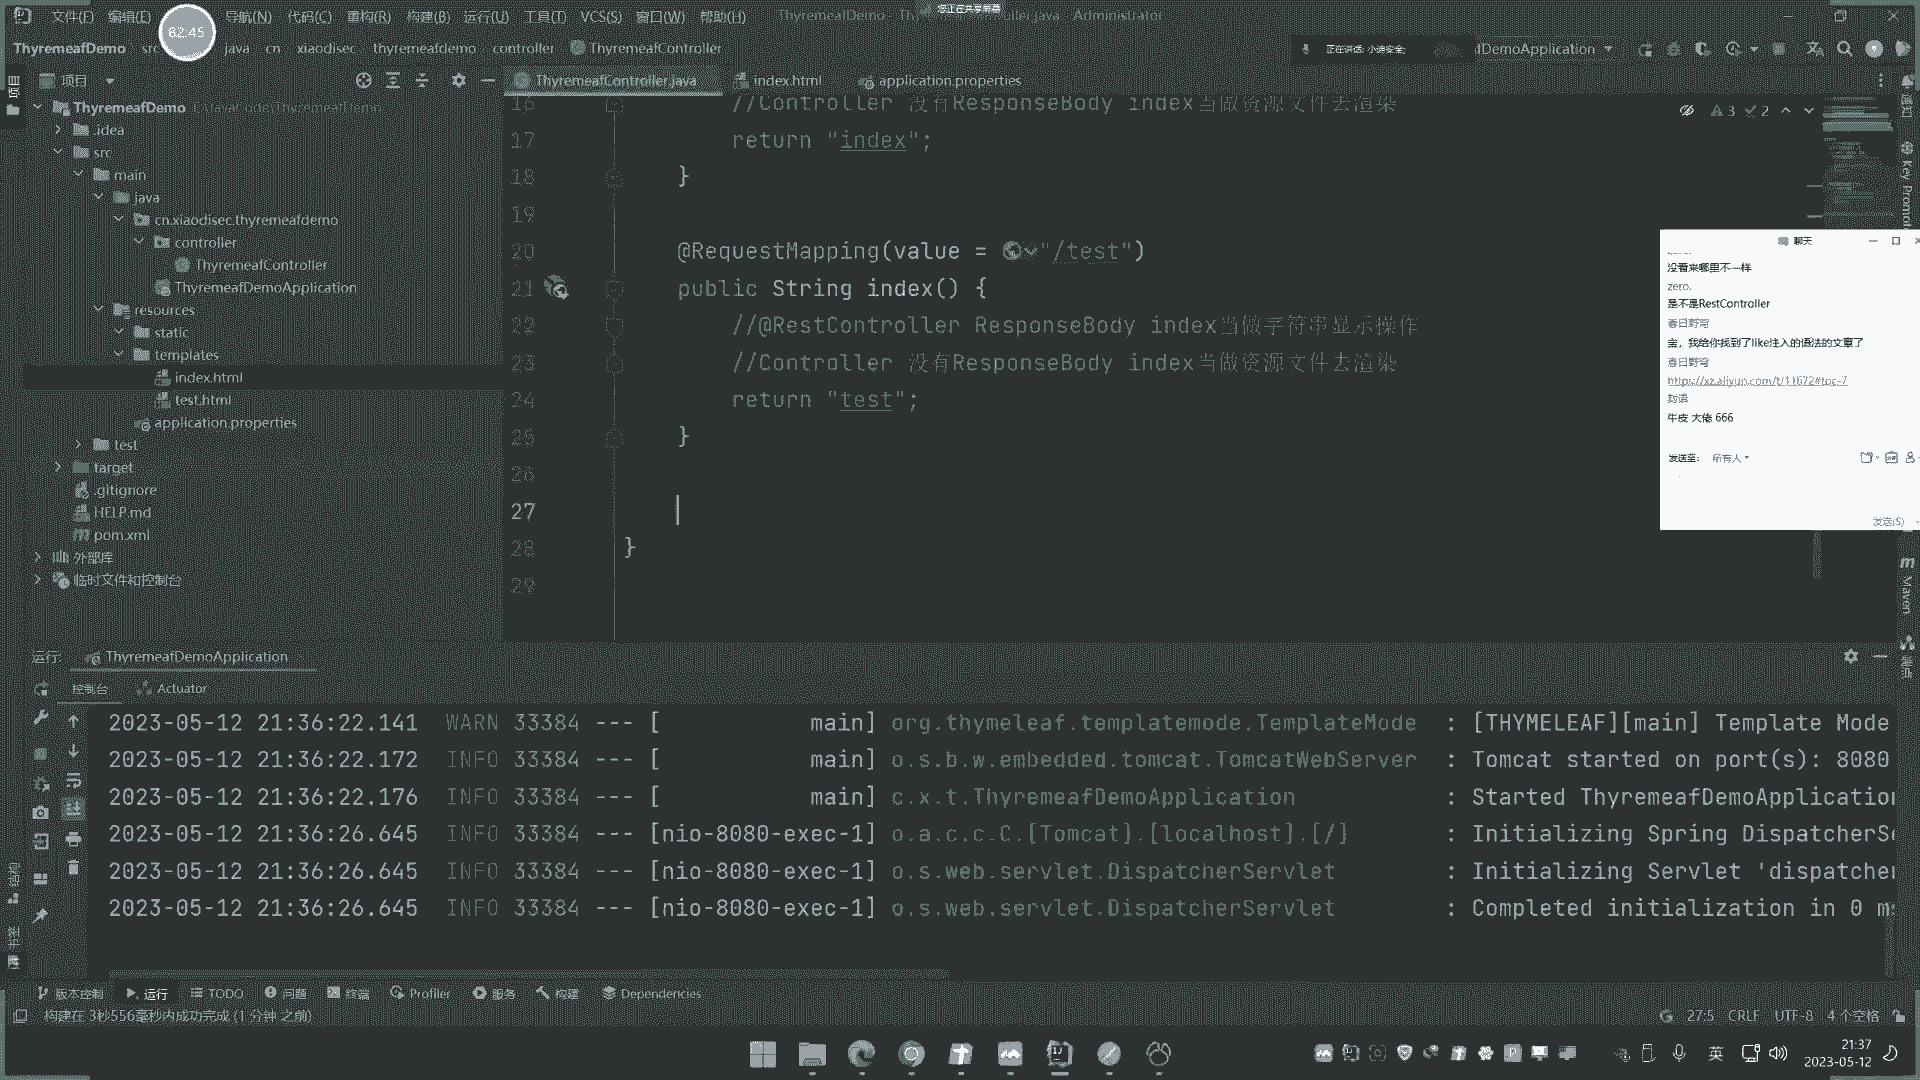 文件(F) 编辑(E) 导航(N) 代码(C) 重构(R) 构建(B) 运行(U) 工具(T) VCS(S) 窗口(W) 帮助(H) ThyremeafDemo - Administrator
82:45
您正在共享屏幕
ThyremeafDemo src java cn xiaodisec thyremeafdemo controller ThyremeafController
正在讲话: 小迪安全;
DemoApplication
项目
ThyremeafController.java index.html application.properties
ThyremeafDemo
.idea
src
main
java
cn.xiaodisec.thyremeafdemo
controller
ThyremeafController
ThyremeafDemoApplication
resources
static
templates
index.html
test.html
application.properties
test
target
.gitignore
HELP.md
pom.xml
外部库
临时文件和控制台
16 //Controller 没有ResponseBody index当做资源文件去渲染
17 return "index";
18 }
19
20 @RequestMapping(value = "/test")
21 public String index() {
22 //@RestController ResponseBody index当做字符串显示操作
23 //Controller 没有ResponseBody index当做资源文件去渲染
24 return "test";
25 }
26
27
28 }
29
3 2
聊天
没看来哪里不一样
zero.
是不是RestController
春日野穹
宝，我给你找到了like注入的语法的文章了
春日野穹
https://xz.aliyun.com/t/11672#toc-7
牛皮 大佬 666
发送至: 所有人
发送(S)
Key Promot
Maven
运行: ThyremeafDemoApplication
控制台 Actuator
2023-05-12 21:36:22.141 WARN 33384 --- [ main] org.thymeleaf.templatemode.TemplateMode : [THYMELEAF][main] Template Mode
2023-05-12 21:36:22.172 INFO 33384 --- [ main] o.s.b.w.embedded.tomcat.TomcatWebServer : Tomcat started on port(s): 8080
2023-05-12 21:36:22.176 INFO 33384 --- [ main] c.x.t.ThyremeafDemoApplication : Started ThyremeafDemoApplication
2023-05-12 21:36:26.645 INFO 33384 --- [nio-8080-exec-1] o.a.c.c.C.[Tomcat].[localhost].[/] : Initializing Spring DispatcherSe
2023-05-12 21:36:26.645 INFO 33384 --- [nio-8080-exec-1] o.s.web.servlet.DispatcherServlet : Initializing Servlet 'dispatcher
2023-05-12 21:36:26.645 INFO 33384 --- [nio-8080-exec-1] o.s.web.servlet.DispatcherServlet : Completed initialization in 0 m
结构
书签
版本控制 运行 TODO 问题 终端 Profiler 服务 构建 Dependencies
构建在 3秒556毫秒内成功完成 (1 分钟 之前)
27:5 CRLF UTF-8 4 个空格
英
21:37
2023-05-12